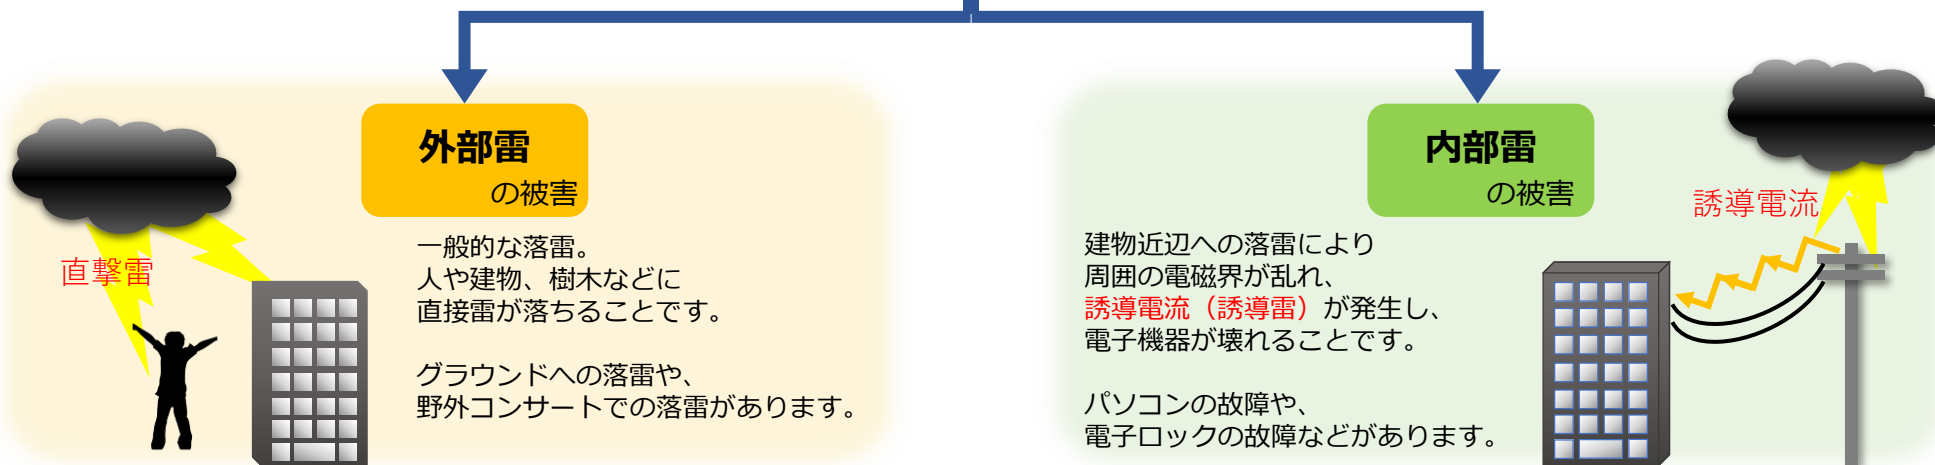 外部雷
の被害
直撃雷
一般的な落雷。
人や建物、樹木などに
直接雷が落ちることです。
グラウンドへの落雷や、
野外コンサートでの落雷があります。
内部雷
の被害
誘導電流
建物近辺への落雷により
周囲の電磁界が乱れ、
誘導電流（誘導雷）が発生し、
電子機器が壊れることです。
パソコンの故障や、
電子ロックの故障などがあります。